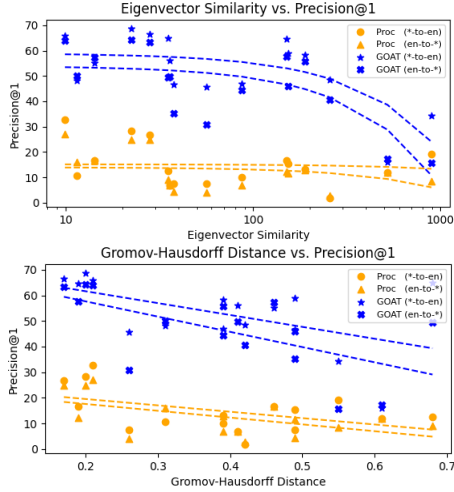 Eigenvector Similarity vs. Precision@1
Precision@1
70
60
50
40
30
20
10
0
10
100
1000
Eigenvector Similarity
Proc (*-to-en)
Proc (en-to-*)
GOAT (*-to-en)
GOAT (en-to-*)
Gromov-Hausdorff Distance vs. Precision@1
Precision@1
70
60
50
40
30
20
10
0
0.2
0.3
0.4
0.5
0.6
0.7
Gromov-Hausdorff Distance
Proc (*-to-en)
Proc (en-to-*)
GOAT (*-to-en)
GOAT (en-to-*)